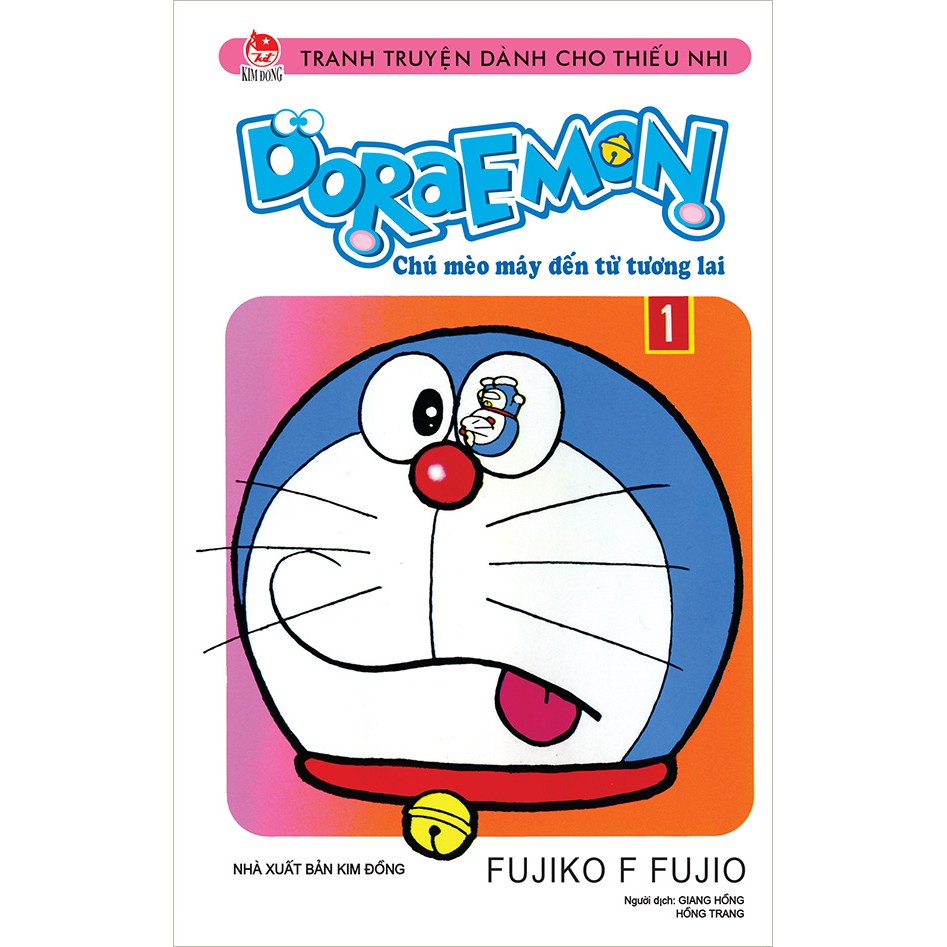 TRANH TRUYỆN DÀNH CHO THIẾU NHI
kđ
KIM ĐỒNG
DORAEMON
Chú mèo máy đến từ tương lai
1
NHÀ XUẤT BẢN KIM ĐỒNG
FUJIKO F FUJIO
Người dịch: GIANG HỒNG
HỒNG TRANG